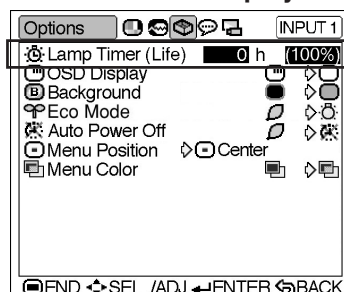 Options INPUT 1
Lamp Timer (Life) 0 h (100%)
OSD Display
B Background
Eco Mode
Auto Power Off
Menu Position Center
Menu Color
END SEL /ADJ ENTER BACK